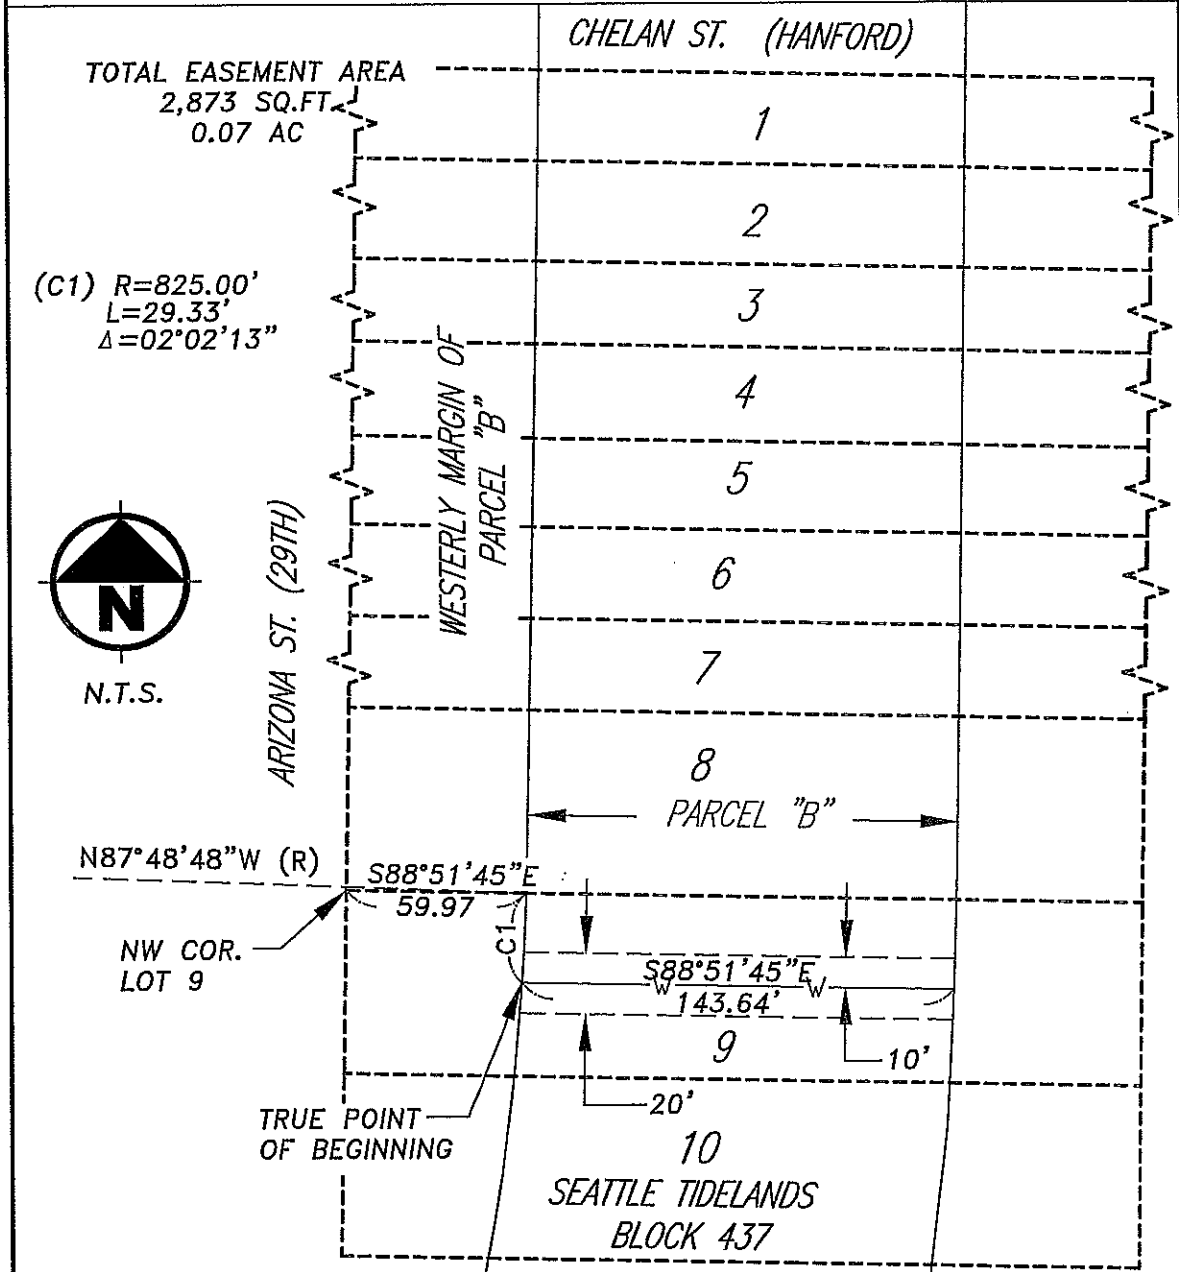 CHELAN ST. (HANFORD)
TOTAL EASEMENT AREA
2,873 SQ.FT.
0.07 AC
1
2
(C1) R=825.00'
L=29.33'
Δ=02°02'13"
3
WESTERLY MARGIN OF
PARCEL "B"
4
5
ARIZONA ST. (29TH)
6
N
N.T.S.
7
8
PARCEL "B"
N87°48'48"W (R)
S88°51'45"E
59.97
NW COR.
LOT 9
C1
S88°51'45"E
W W
143.64'
9
10'
20'
TRUE POINT
OF BEGINNING
10
SEATTLE TIDELANDS
BLOCK 437